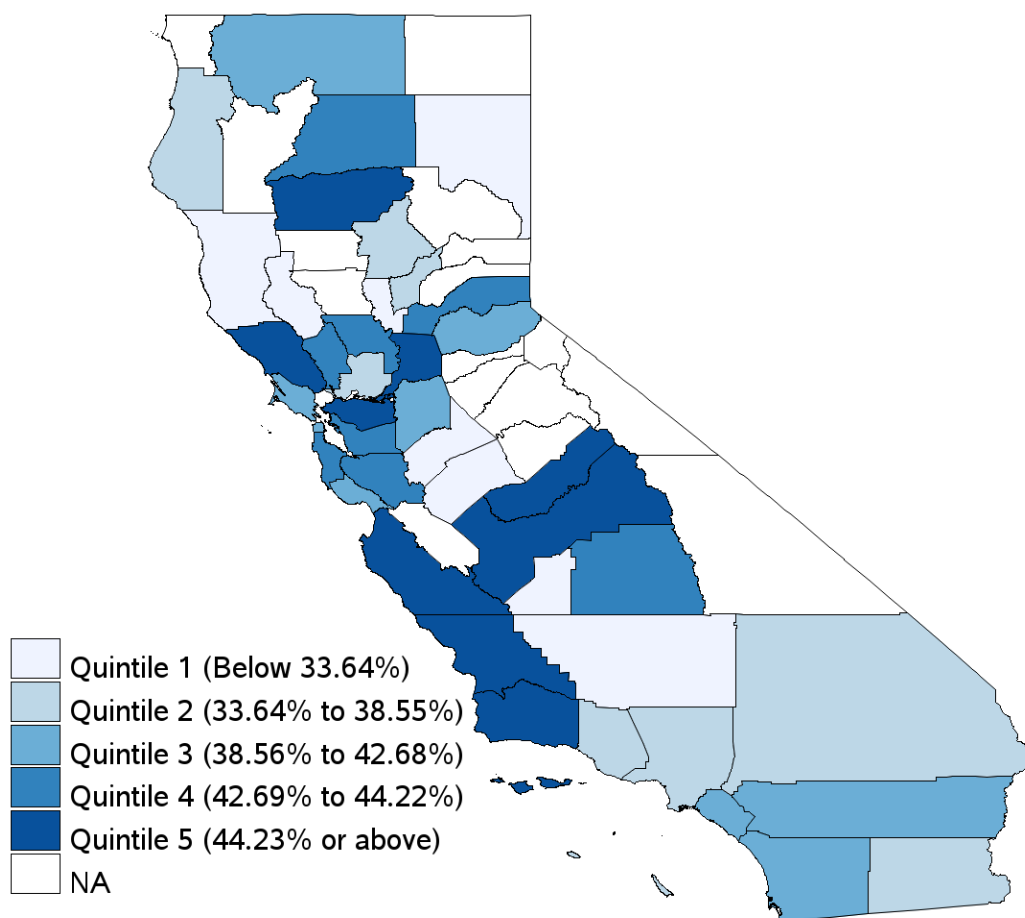 Quintile 1 (Below 33.64%)
Quintile 2 (33.64% to 38.55%)
Quintile 3 (38.56% to 42.68%)
Quintile 4 (42.69% to 44.22%)
Quintile 5 (44.23% or above)
NA